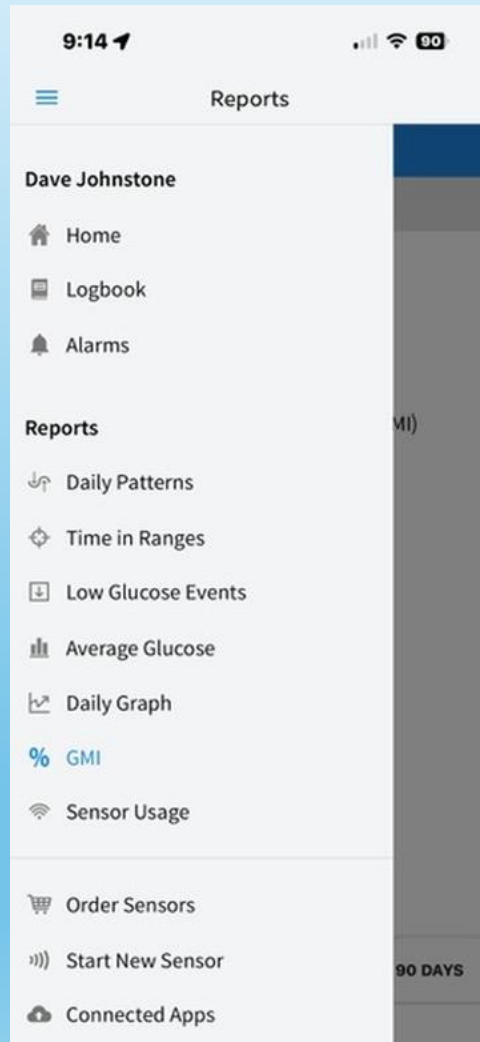 9:14
90
Reports
Dave Johnstone
Home
Logbook
Alarms
Reports
MI)
Daily Patterns
Time in Ranges
Low Glucose Events
Average Glucose
Daily Graph
% GMI
Sensor Usage
Order Sensors
Start New Sensor
90 DAYS
Connected Apps